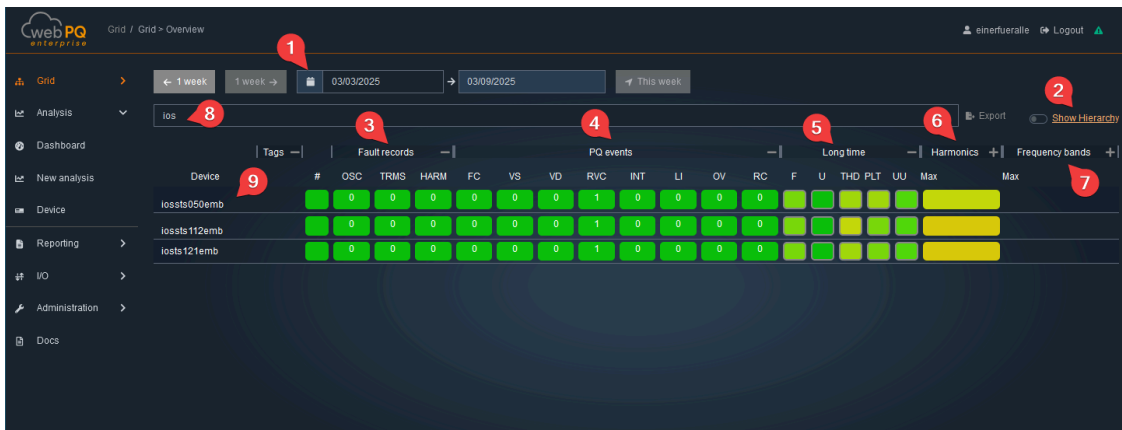 web PQ
enterprise
Grid / Grid > Overview
einerfueralle Logout
1
Grid
← 1 week 1 week → 03/03/2025 → 03/09/2025 This week
2
Analysis
ios 8
Export Show Hierarchy
3 4 5 6
Dashboard
Tags — Fault records — PQ events — Long time — Harmonics + Frequency bands +
New analysis
Device 9 # OSC TRMS HARM FC VS VD RVC INT LI OV RC F U THD PLT UU Max Max 7
iossts050emb 0 0 0 0 0 0 1 0 0 0 0
Device
iossts112emb 0 0 0 0 0 0 1 0 0 0 0
Reporting
iosts121emb 0 0 0 0 0 0 1 0 0 0 0
I/O
Administration
Docs